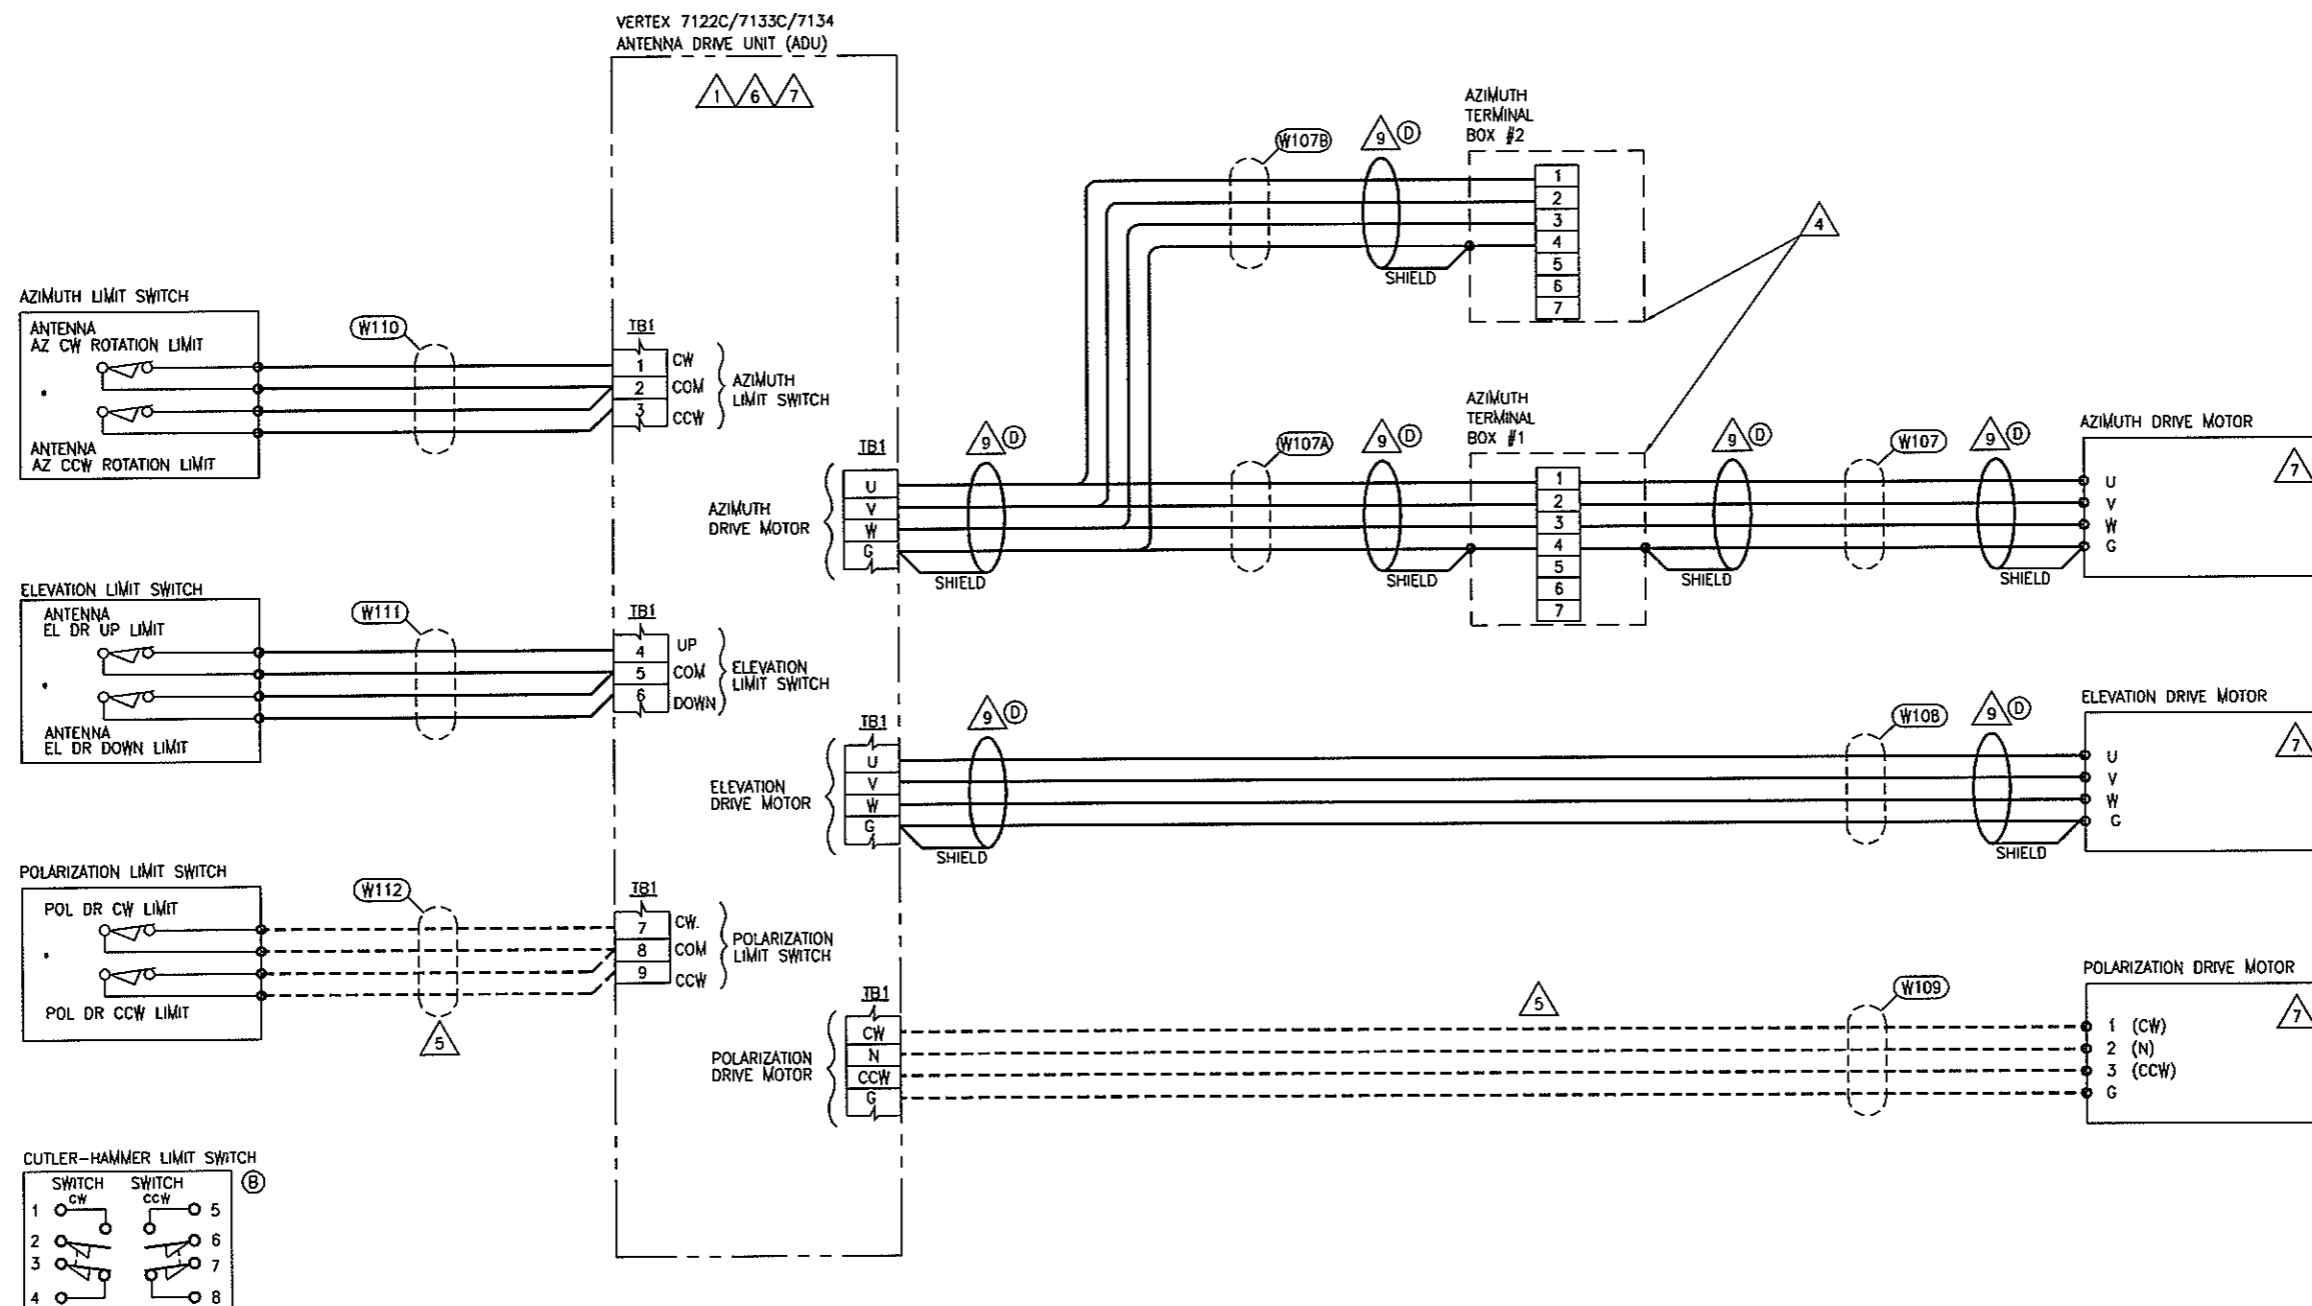 VERTEX 7122C/7133C/7134
ANTENNA DRIVE UNIT (ADU)
1 6 7
AZIMUTH LIMIT SWITCH
ANTENNA
AZ CW ROTATION LIMIT
ANTENNA
AZ CCW ROTATION LIMIT
W110
TB1
1 CW
2 COM
3 CCW
AZIMUTH
LIMIT SWITCH
ELEVATION LIMIT SWITCH
ANTENNA
EL DR UP LIMIT
ANTENNA
EL DR DOWN LIMIT
W111
TB1
4 UP
5 COM
6 DOWN
ELEVATION
LIMIT SWITCH
POLARIZATION LIMIT SWITCH
POL DR CW LIMIT
POL DR CCW LIMIT
W112
5
TB1
7 CW.
8 COM
9 CCW
POLARIZATION
LIMIT SWITCH
CUTLER-HAMMER LIMIT SWITCH
B
SWITCH SWITCH
CW CCW
1 5
2 6
3 7
4 8
AZIMUTH
DRIVE MOTOR
TB1
U
V
W
G
9 D
SHIELD
W107B
9 D
SHIELD
AZIMUTH
TERMINAL
BOX #2
1
2
3
4
5
6
7
4
W107A
9 D
SHIELD
AZIMUTH
TERMINAL
BOX #1
1
2
3
4
5
6
7
9 D
SHIELD
W107
9 D
SHIELD
AZIMUTH DRIVE MOTOR
7
U
V
W
G
ELEVATION
DRIVE MOTOR
TB1
U
V
W
G
9 D
SHIELD
W108
9 D
SHIELD
ELEVATION DRIVE MOTOR
7
U
V
W
G
POLARIZATION
DRIVE MOTOR
TB1
CW
N
CCW
G
5
W109
POLARIZATION DRIVE MOTOR
7
1 (CW)
2 (N)
3 (CCW)
G